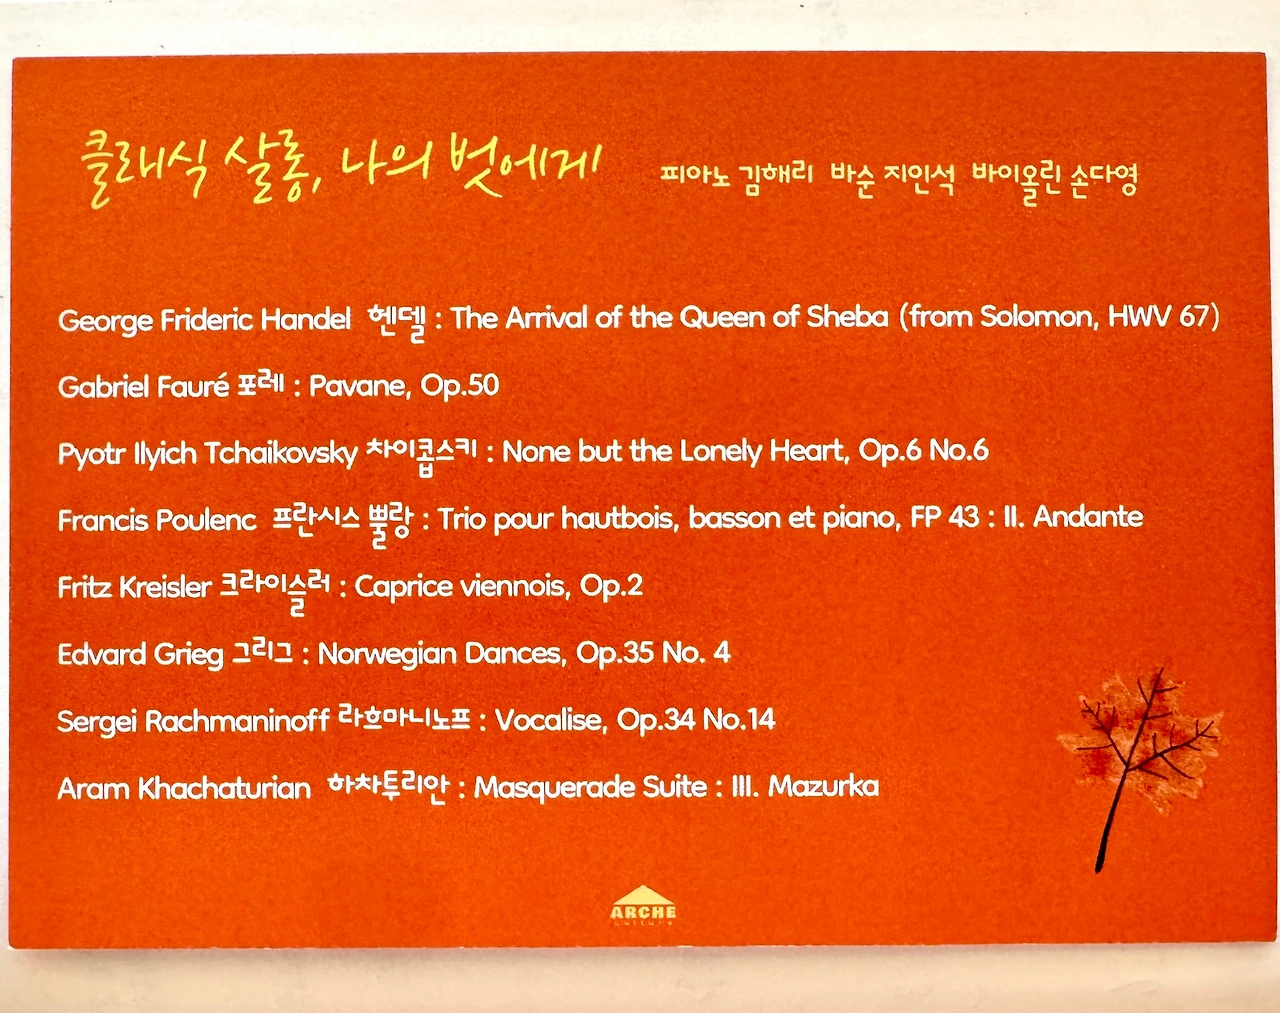 클래식 살롱, 나의 벗에게 피아노 김해리 바순 지인석 바이올린 손다영
George Frideric Handel 헨델 : The Arrival of the Queen of Sheba (from Solomon, HWV 67)
Gabriel Fauré 포레 : Pavane, Op.50
Pyotr Ilyich Tchaikovsky 차이콥스키 : None but the Lonely Heart, Op.6 No.6
Francis Poulenc 프란시스 뿔랑 : Trio pour hautbois, basson et piano, FP 43 : II. Andante
Fritz Kreisler 크라이슬러 : Caprice viennois, Op.2
Edvard Grieg 그리그 : Norwegian Dances, Op.35 No. 4
Sergei Rachmaninoff 라흐마니노프 : Vocalise, Op.34 No.14
Aram Khachaturian 하차투리안 : Masquerade Suite : III. Mazurka
ARCHE
culture